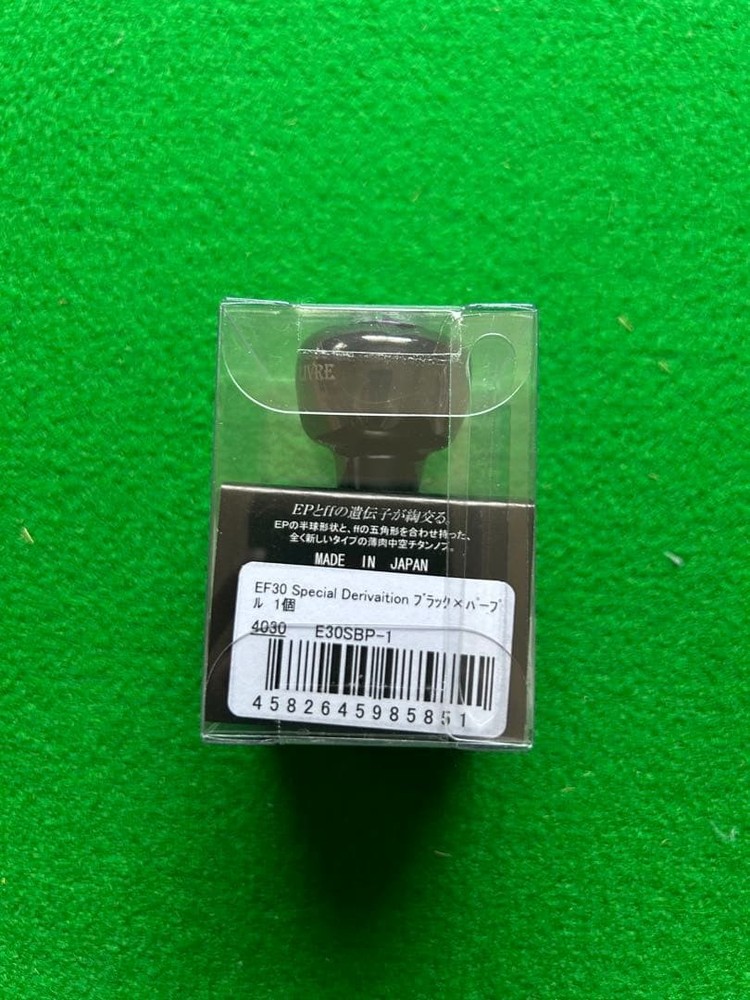 IVRE
EPとffの遺伝子が絢交る。
EPの半球形状と、ffの五角形を合わせ持った、
全く新しいタイプの薄肉中空チタンノブ。
MADE IN JAPAN
EF30 Special Derivaition ブラック×パープ
ル 1個
4030 E30SBP-1
4582645985851